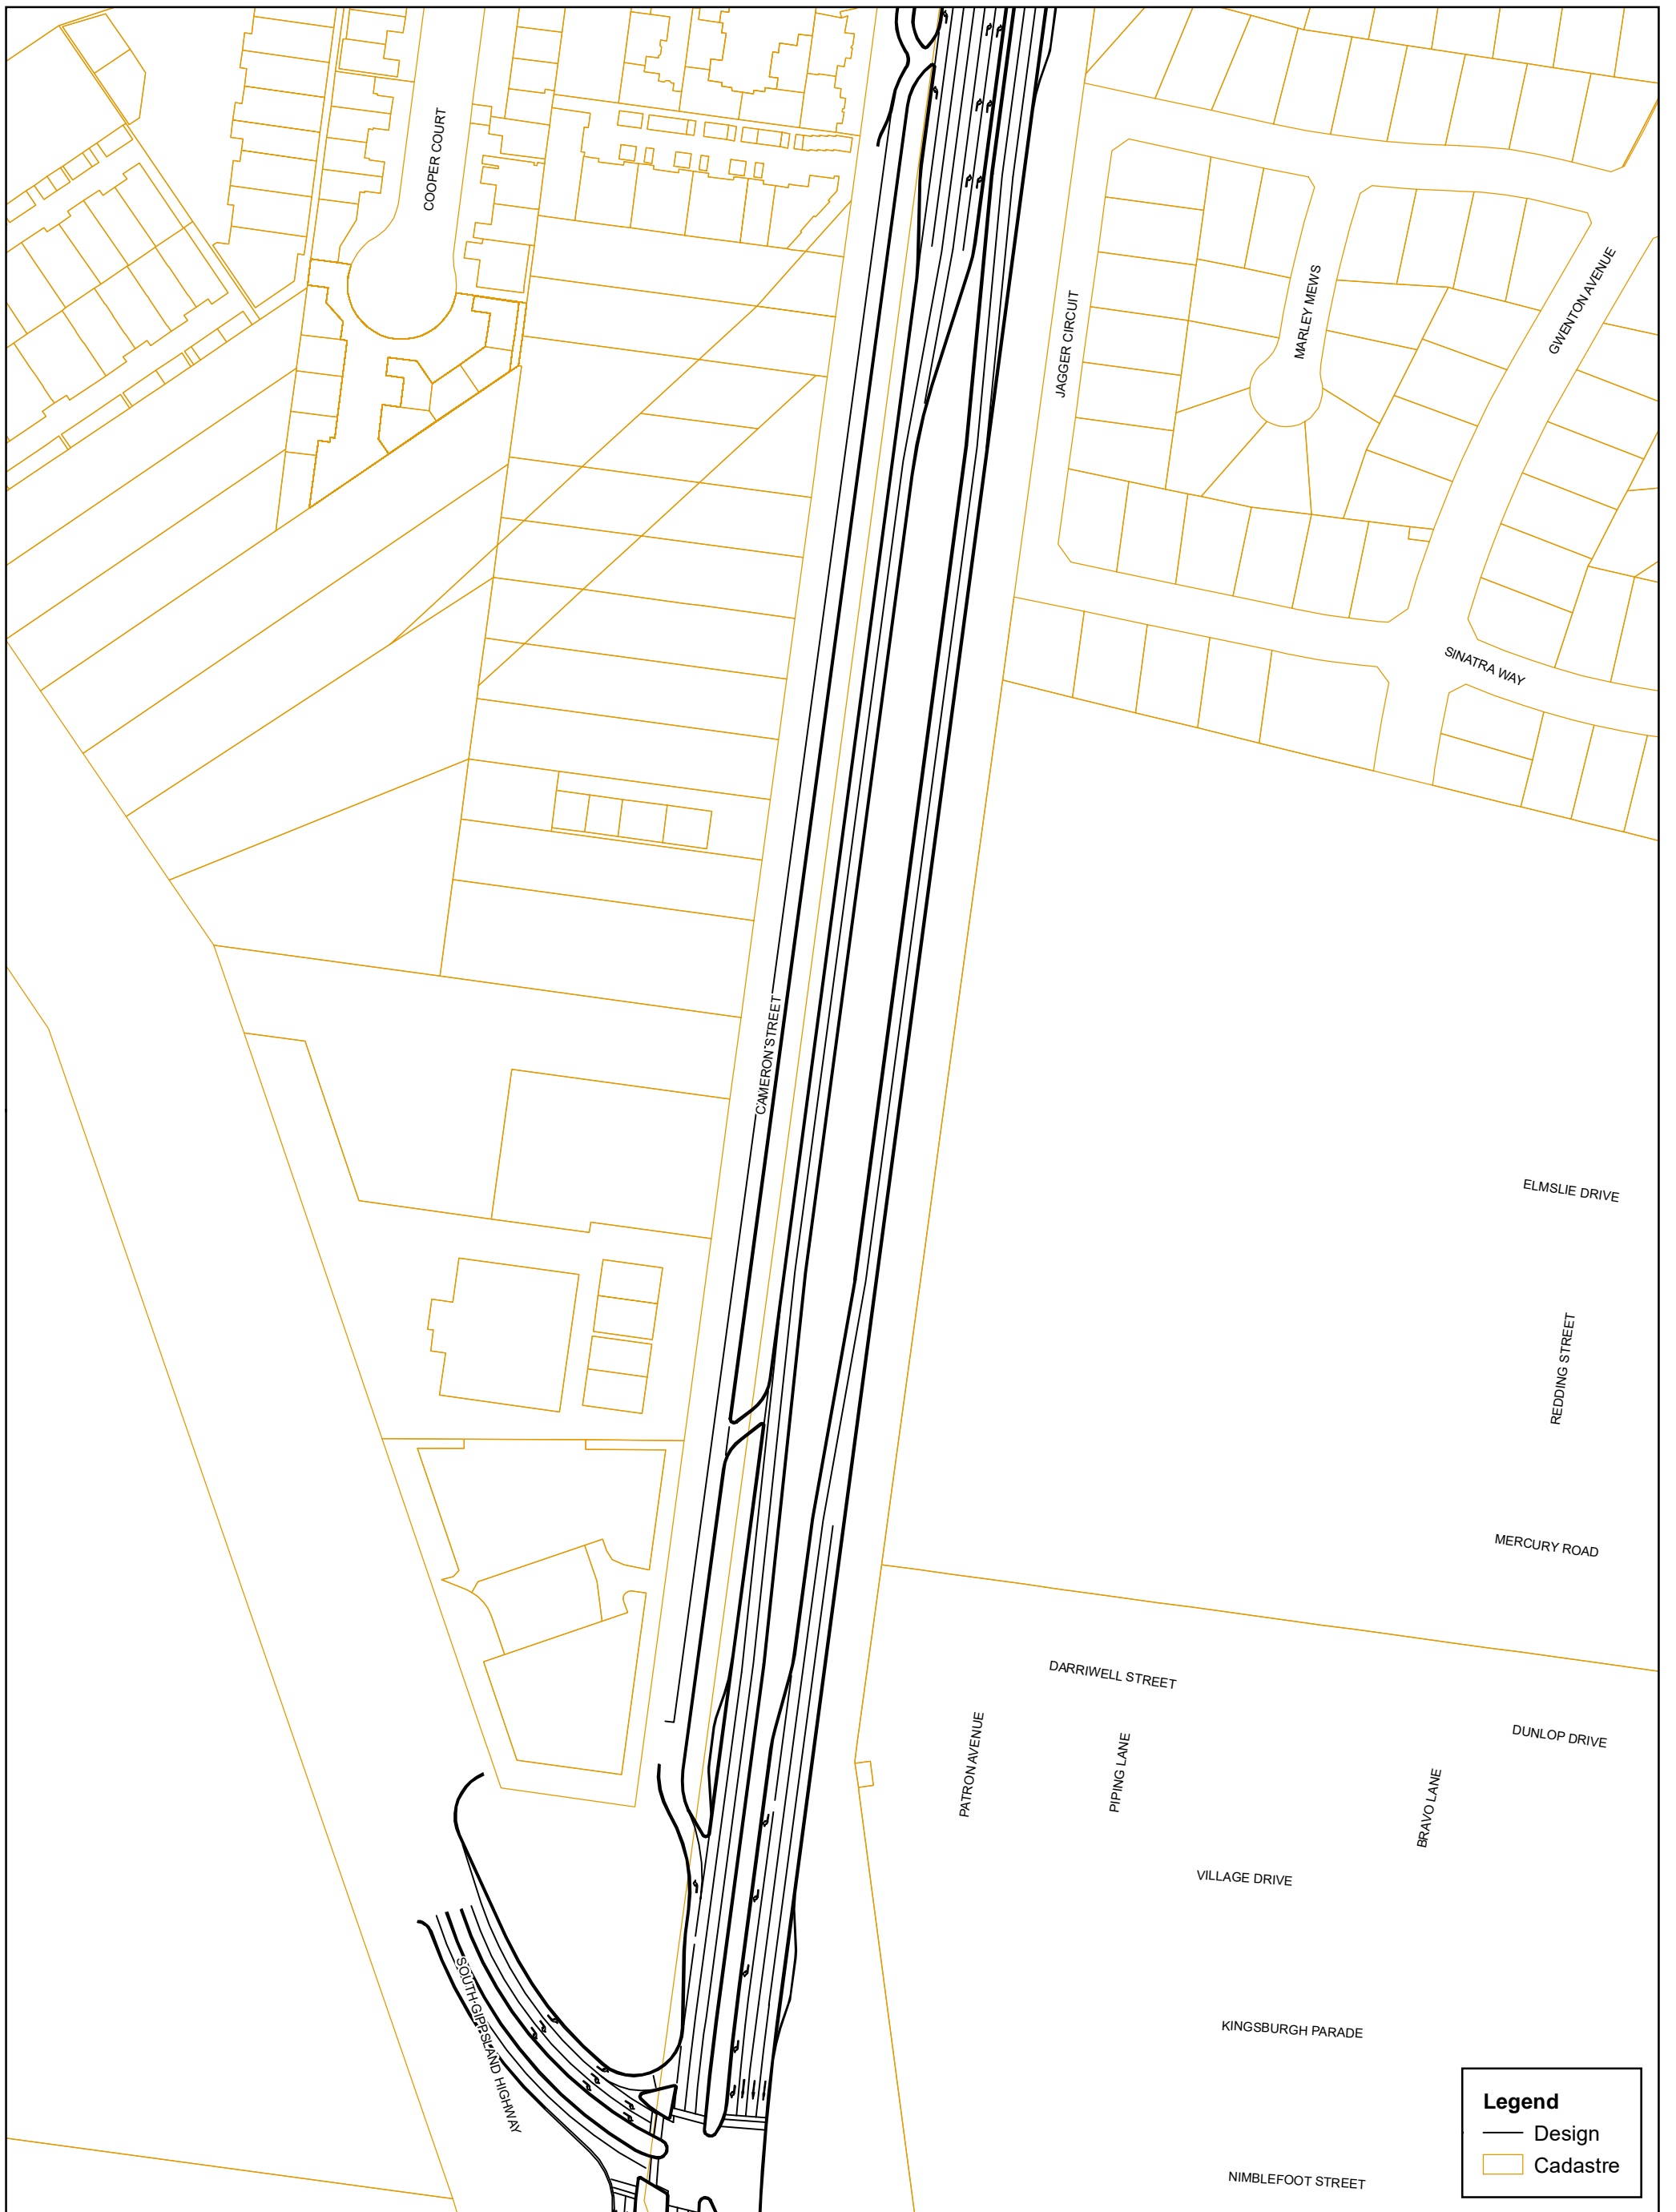 COOPER COURT
JAGGER CIRCUIT
MARLEY MEWS
GWENTON AVENUE
SINATRA WAY
CAMERON STREET
ELMSLIE DRIVE
REDDING STREET
MERCURY ROAD
DARRIWELL STREET
PATRON AVENUE
PIPING LANE
DUNLOP DRIVE
BRAVO LANE
VILLAGE DRIVE
SOUTH GIPPSLAND HIGHWAY
KINGSBURGH PARADE
NIMBLEFOOT STREET
Legend
Design
Cadastre